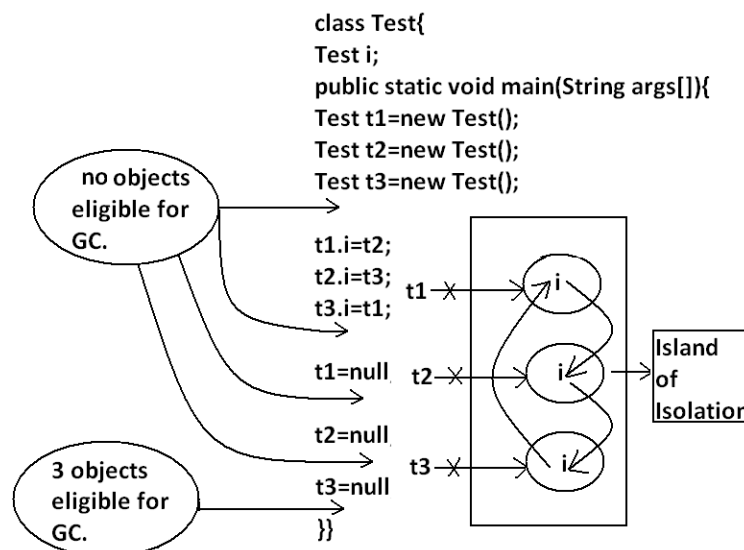 class Test{
Test i;
public static void main(String args[]){
Test t1=new Test();
Test t2=new Test();
Test t3=new Test();
no objects
eligible for
GC.
t1.i=t2;
t2.i=t3;
t3.i=t1;
t1=null
t2=null
t3=null
}}
3 objects
eligible for
GC.
t1
i
t2
i
t3
i
Island
of
Isolation